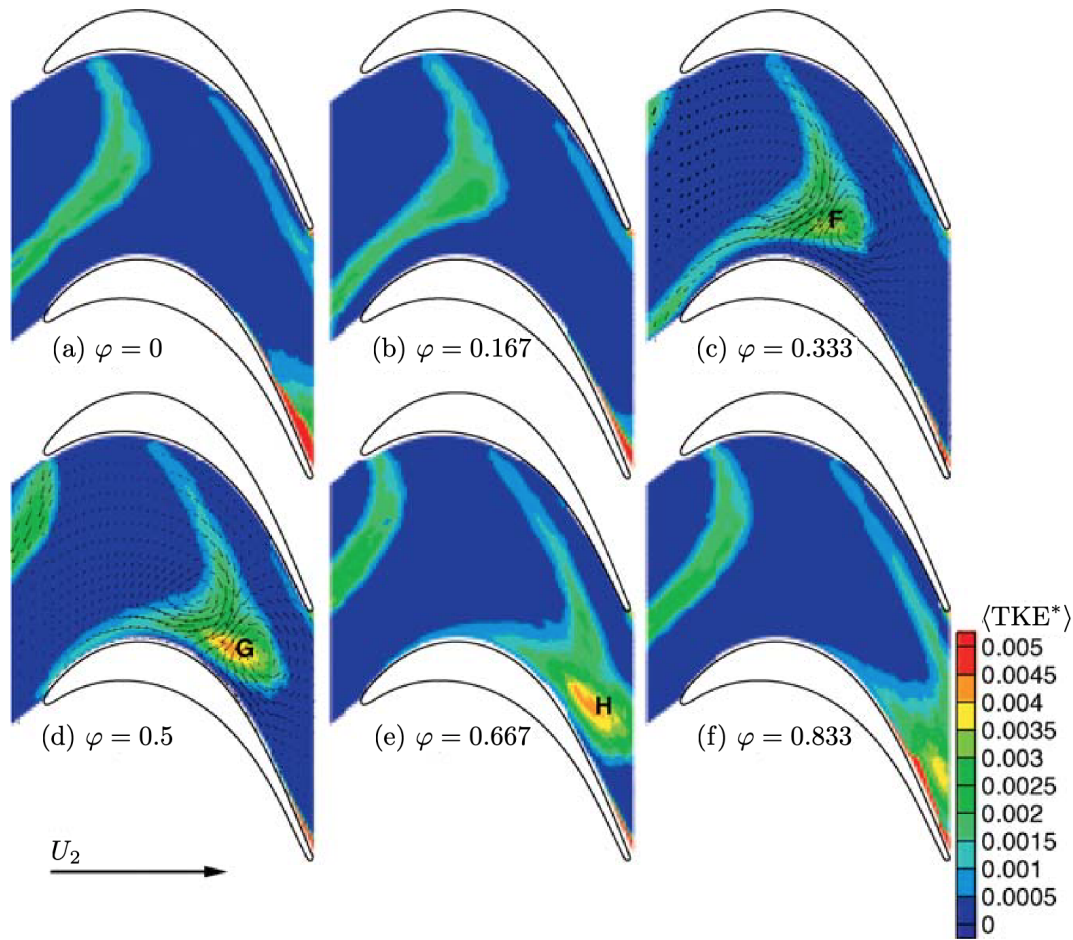 (a) φ = 0
(b) φ = 0.167
(c) φ = 0.333
F
(d) φ = 0.5
G
(e) φ = 0.667
H
(f) φ = 0.833
U₂
⟨TKE*⟩
0.005
0.0045
0.004
0.0035
0.003
0.0025
0.002
0.0015
0.001
0.0005
0